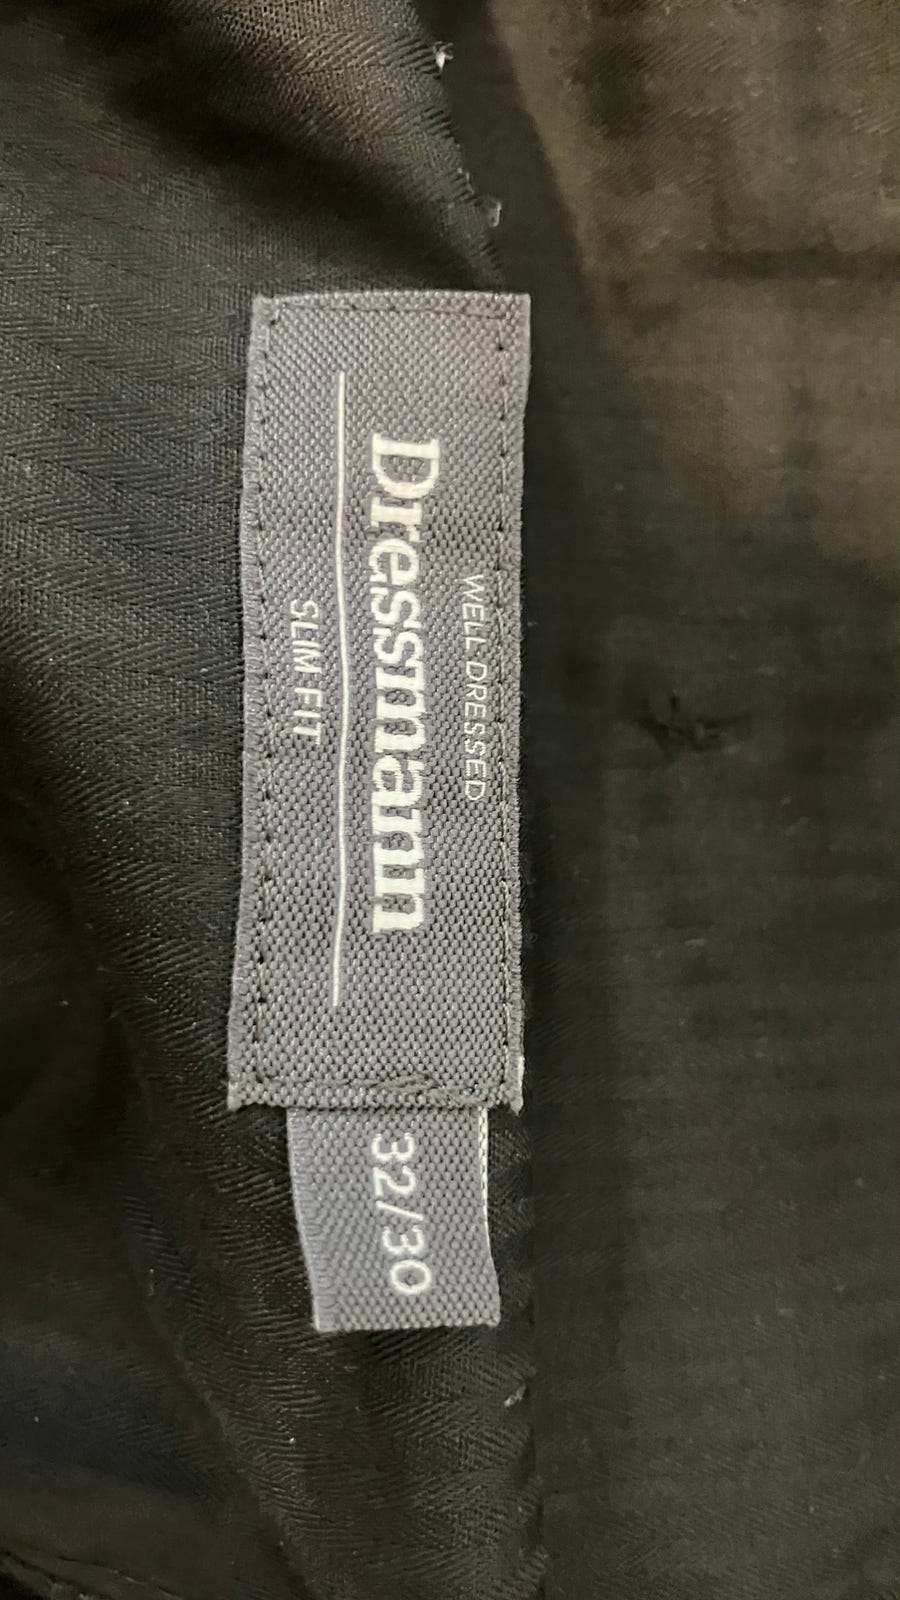 WELL DRESSED
Dressmann
SLIM FIT
32/30